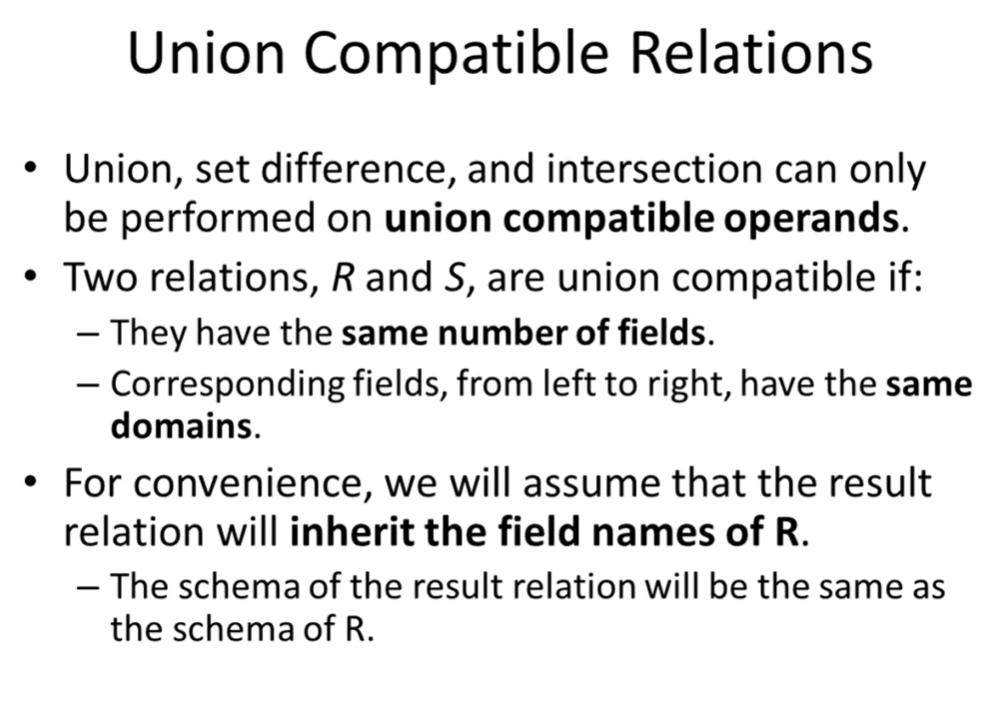 Union Compatible Relations
• Union, set difference, and intersection can only
be performed on union compatible operands.
• Two relations, R and S, are union compatible if:
– They have the same number of fields.
– Corresponding fields, from left to right, have the same
domains.
• For convenience, we will assume that the result
relation will inherit the field names of R.
– The schema of the result relation will be the same as
the schema of R.